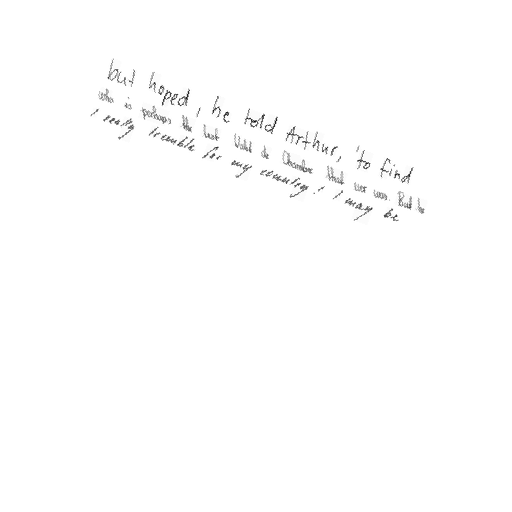 but hoped, he told Arthur, to find
who is perhaps the last Valet de Chambre that ever was. But he
I really tremble for my country; I may be